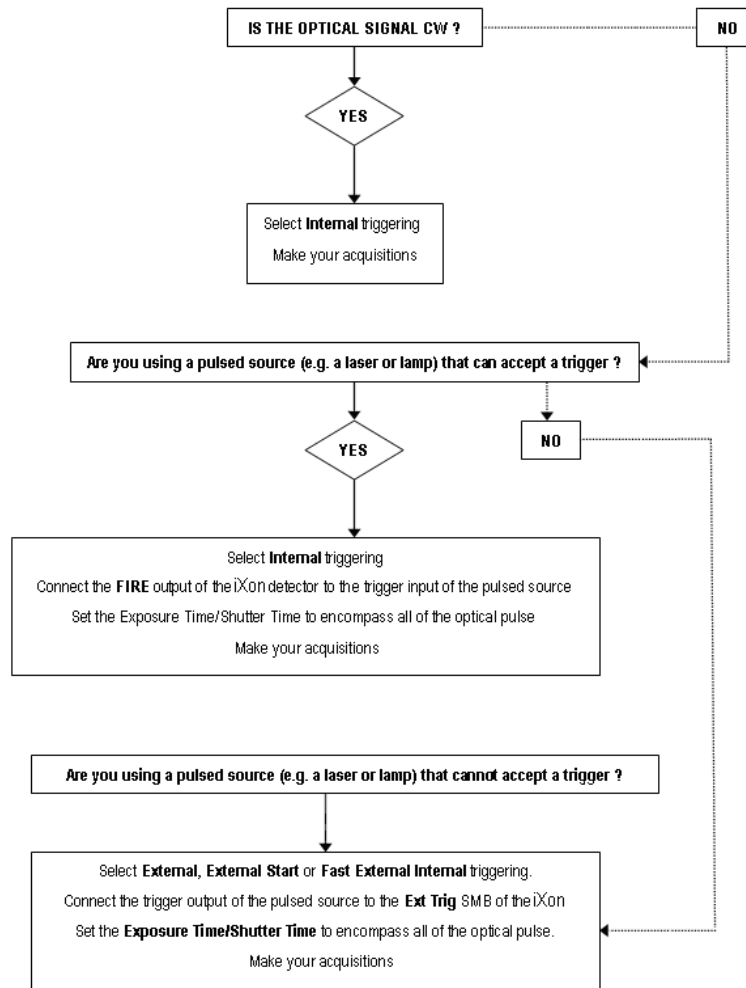 IS THE OPTICAL SIGNAL CW ?
NO
YES
Select Internal triggering
Make your acquisitions
Are you using a pulsed source (e.g. a laser or lamp) that can accept a trigger ?
YES
NO
Select Internal triggering
Connect the FIRE output of the iXon detector to the trigger input of the pulsed source
Set the Exposure Time/Shutter Time to encompass all of the optical pulse
Make your acquisitions
Are you using a pulsed source (e.g. a laser or lamp) that cannot accept a trigger ?
Select External, External Start or Fast External Internal triggering.
Connect the trigger output of the pulsed source to the Ext Trig SMB of the iXon
Set the Exposure Time/Shutter Time to encompass all of the optical pulse.
Make your acquisitions